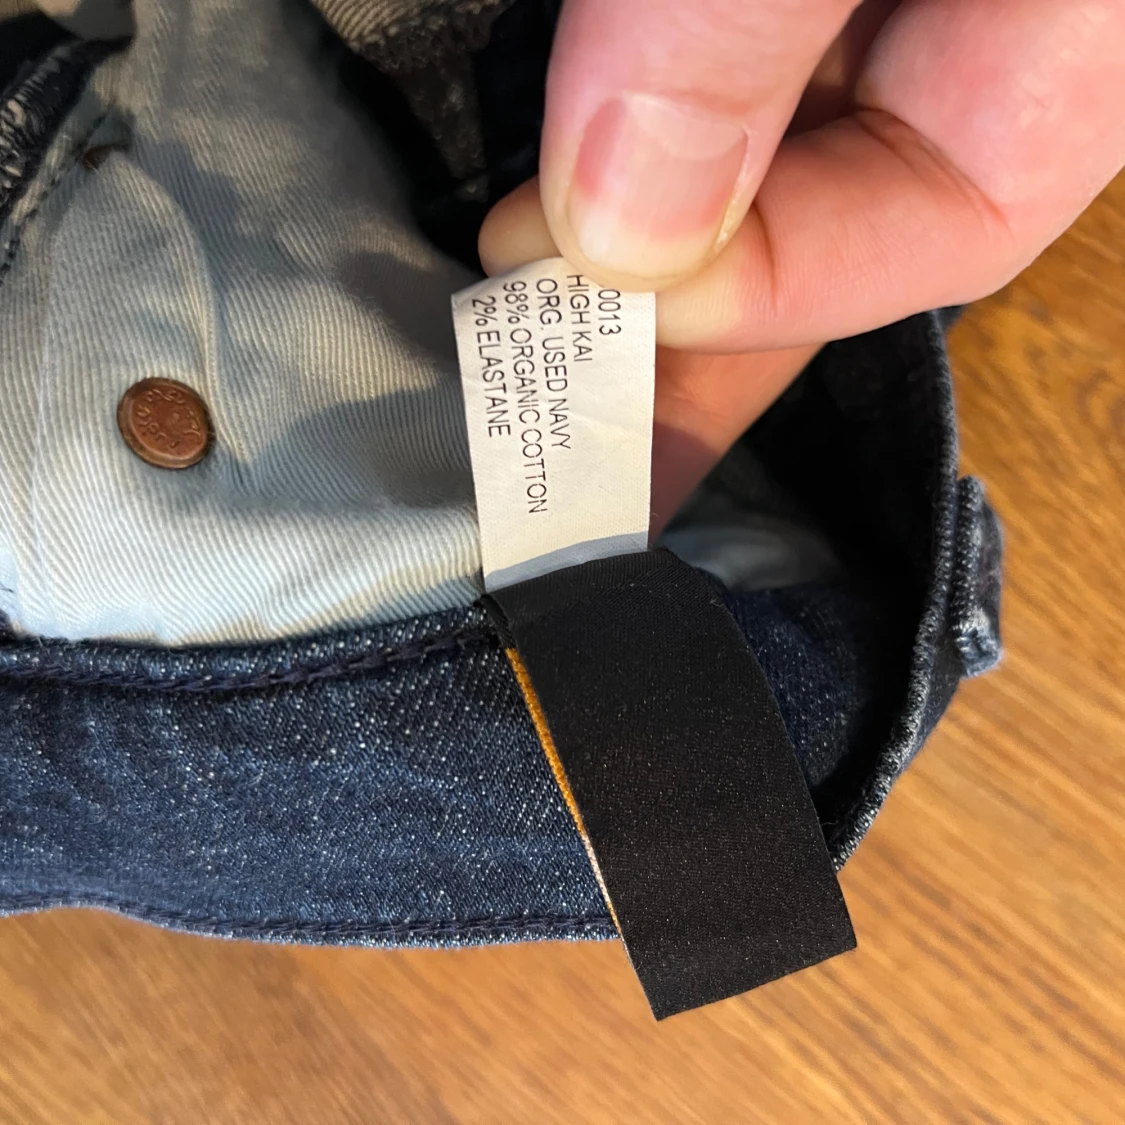 0013
HIGH KAI
ORG. USED NAVY
98% ORGANIC COTTON
2% ELASTANE